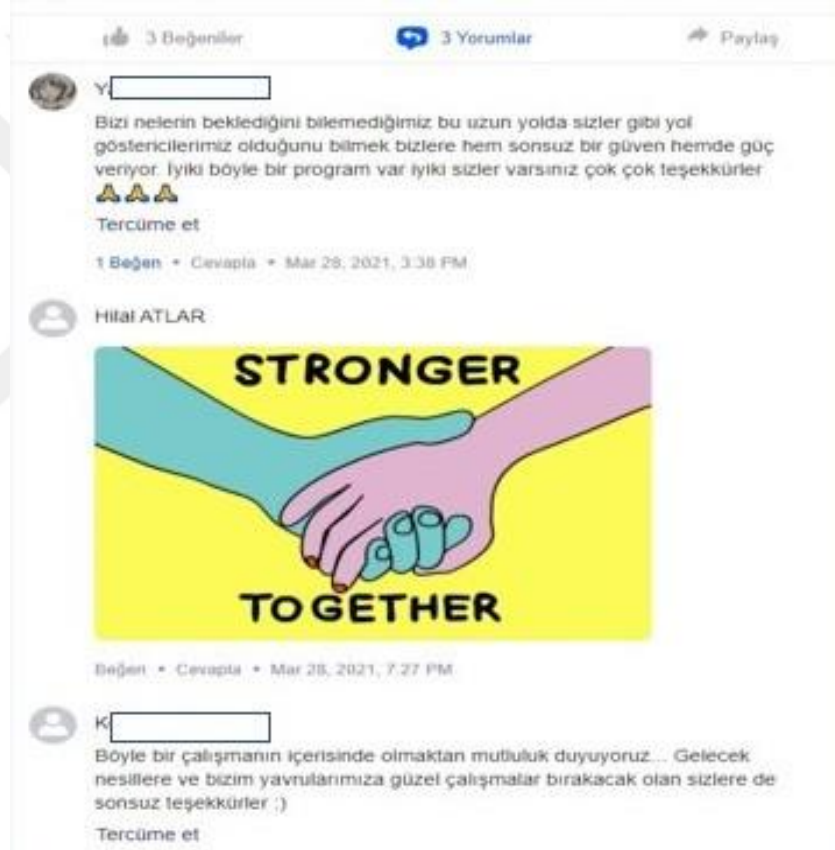 3 Beğeniler
3 Yorumlar
Paylaş
Y
Bizi nelerin beklediğini bilemediğimiz bu uzun yolda sizler gibi yol
göstericilerimiz olduğunu bilmek bizlere hem sonsuz bir güven hemde güç
veriyor. İyiki böyle bir program var iyiki sizler varsınız çok çok teşekkürler
Tercüme et
1 Beğen • Cevapla • Mar 28, 2021, 3:38 PM
Hilal ATLAR
STRONGER
TOGETHER
Beğen • Cevapla • Mar 28, 2021, 7:27 PM
K
Böyle bir çalışmanın içerisinde olmaktan mutluluk duyuyoruz... Gelecek
nesillere ve bizim yavrularımıza güzel çalışmalar bırakacak olan sizlere de
sonsuz teşekkürler :)
Tercüme et